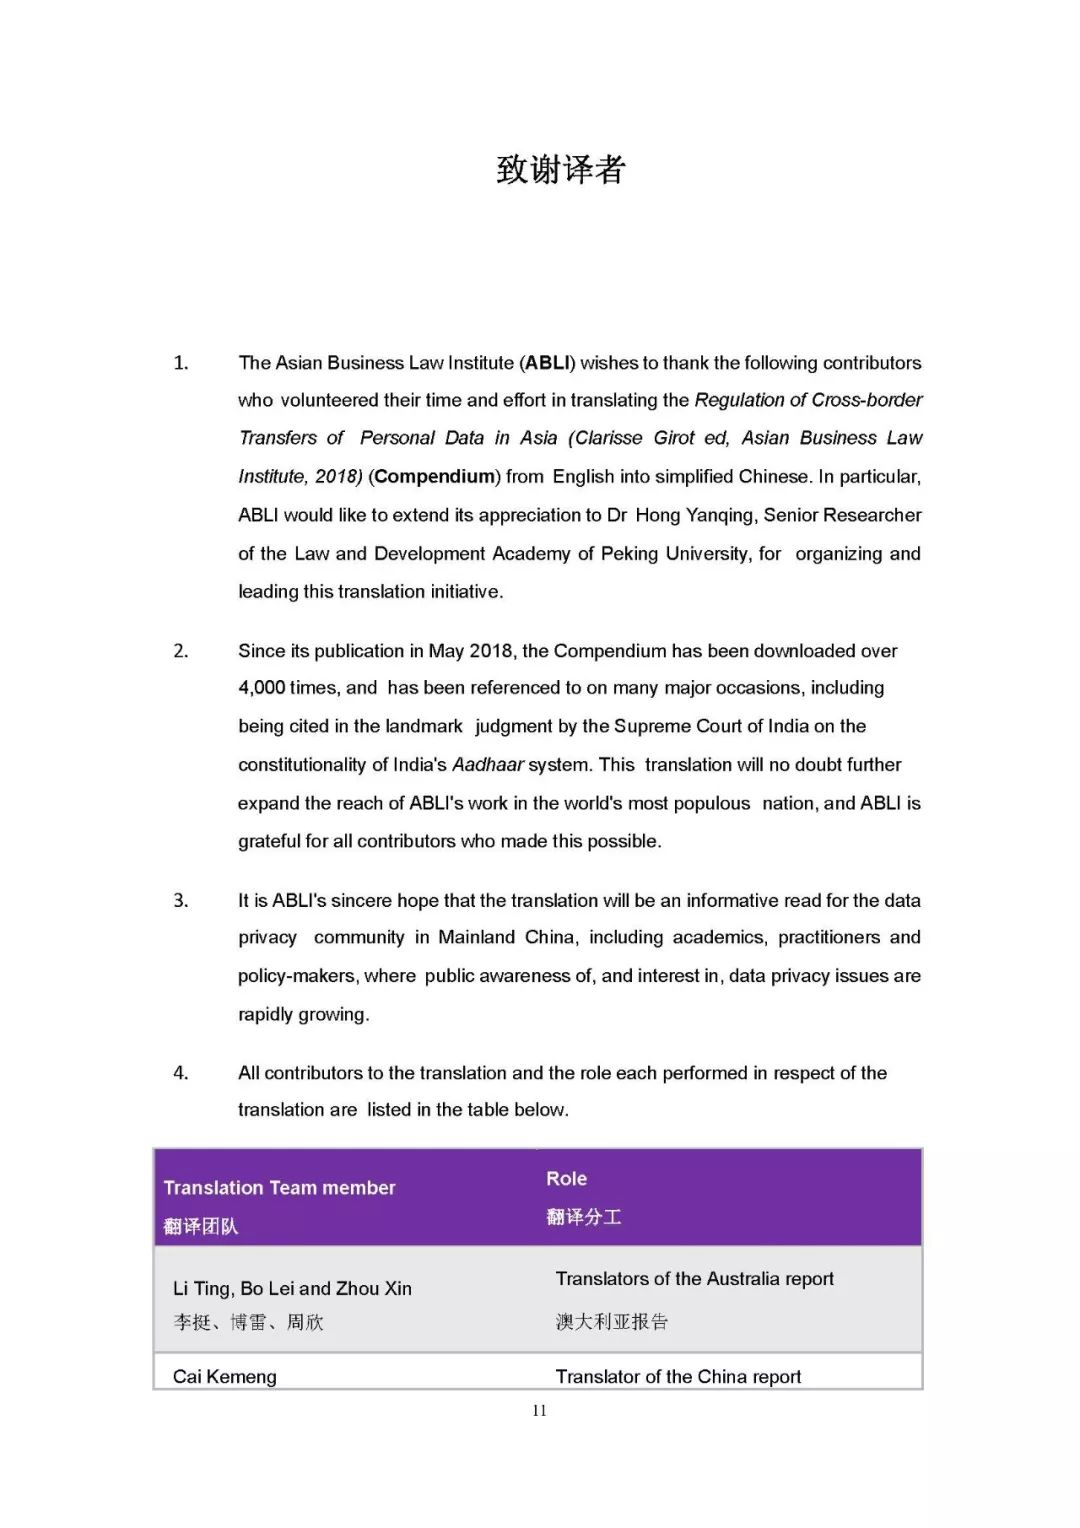 致谢译者
1. The Asian Business Law Institute (ABLI) wishes to thank the following contributors
who volunteered their time and effort in translating the Regulation of Cross-border
Transfers of Personal Data in Asia (Clarisse Girot ed, Asian Business Law
Institute, 2018) (Compendium) from English into simplified Chinese. In particular,
ABLI would like to extend its appreciation to Dr Hong Yanqing, Senior Researcher
of the Law and Development Academy of Peking University, for organizing and
leading this translation initiative.
2. Since its publication in May 2018, the Compendium has been downloaded over
4,000 times, and has been referenced to on many major occasions, including
being cited in the landmark judgment by the Supreme Court of India on the
constitutionality of India's Aadhaar system. This translation will no doubt further
expand the reach of ABLI's work in the world's most populous nation, and ABLI is
grateful for all contributors who made this possible.
3. It is ABLI's sincere hope that the translation will be an informative read for the data
privacy community in Mainland China, including academics, practitioners and
policy-makers, where public awareness of, and interest in, data privacy issues are
rapidly growing.
4. All contributors to the translation and the role each performed in respect of the
translation are listed in the table below.
Translation Team member
翻译团队
Role
翻译分工
Li Ting, Bo Lei and Zhou Xin
李挺、博雷、周欣
Translators of the Australia report
澳大利亚报告
Cai Kemeng
Translator of the China report
11